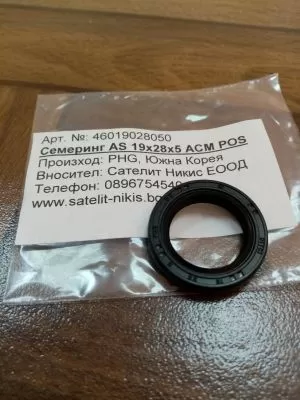 Арт. №: 46019028050
Семеринг AS 19x28x5 ACM POS
Произход: PHG, Южна Корея
Вносител: Сателит Никис ЕООД
Телефон: 0896754540
www.satelit-nikis.bg